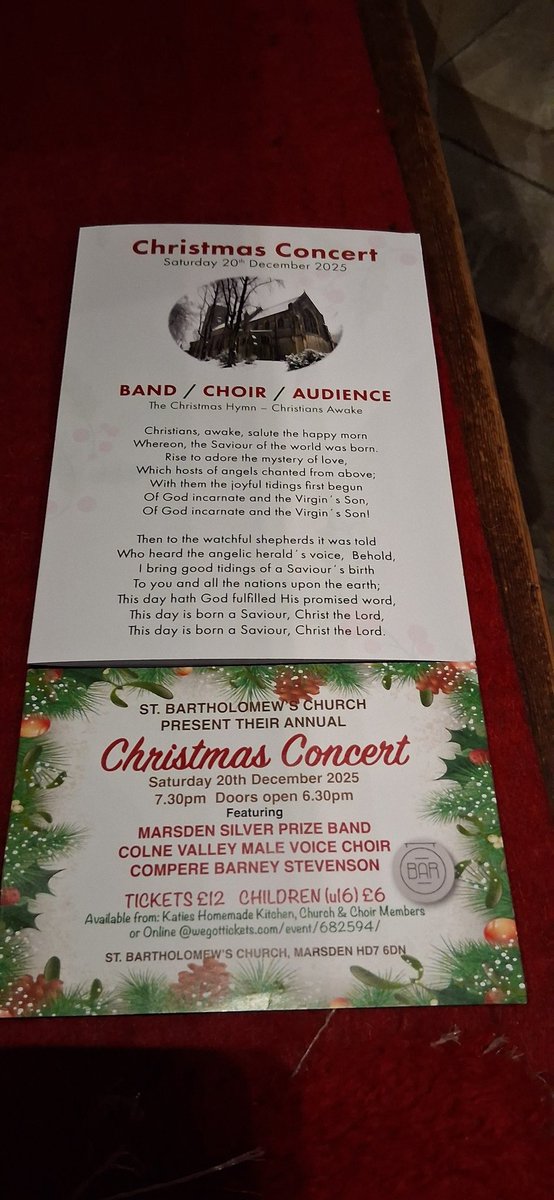 Christmas Concert
Saturday 20th December 2025
BAND / CHOIR / AUDIENCE
The Christmas Hymn – Christians Awake
Christians, awake, salute the happy morn
Whereon, the Saviour of the world was born.
Rise to adore the mystery of love,
Which hosts of angels chanted from above;
With them the joyful tidings first begun
Of God incarnate and the Virgin´s Son,
Of God incarnate and the Virgin´s Son!
Then to the watchful shepherds it was told
Who heard the angelic herald´s voice, Behold,
I bring good tidings of a Saviour´s birth
To you and all the nations upon the earth;
This day hath God fulfilled His promised word,
This day is born a Saviour, Christ the Lord,
This day is born a Saviour, Christ the Lord.
ST. BARTHOLOMEW'S CHURCH
PRESENT THEIR ANNUAL
Christmas Concert
Saturday 20th December 2025
7.30pm Doors open 6.30pm
Featuring
MARSDEN SILVER PRIZE BAND
COLNE VALLEY MALE VOICE CHOIR
COMPERE BARNEY STEVENSON
BAR
TICKETS £12 CHILDREN (u16) £6
Available from: Katies Homemade Kitchen, Church & Choir Members
or Online @wegottickets.com/event/682594/
ST. BARTHOLOMEW'S CHURCH, MARSDEN HD7 6DN